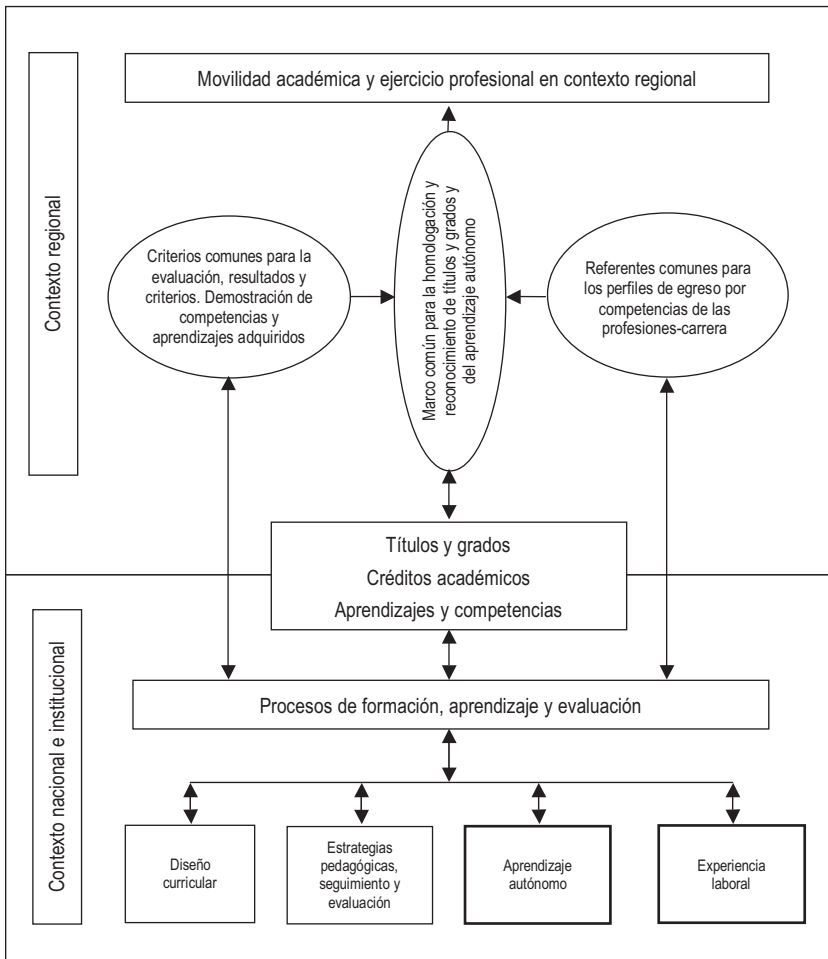 Movilidad académica y ejercicio profesional en contexto regional
Contexto regional
Criterios comunes para la
evaluación, resultados y
criterios. Demostración de
competencias y
aprendizajes adquiridos
Marco común para la homologación y
reconocimiento de títulos y grados y
del aprendizaje autónomo
Referentes comunes para
los perfiles de egreso por
competencias de las
profesiones-carrera
Títulos y grados
Créditos académicos
Aprendizajes y competencias
Contexto nacional e institucional
Procesos de formación, aprendizaje y evaluación
Diseño
curricular
Estrategias
pedagógicas,
seguimiento y
evaluación
Aprendizaje
autónomo
Experiencia
laboral